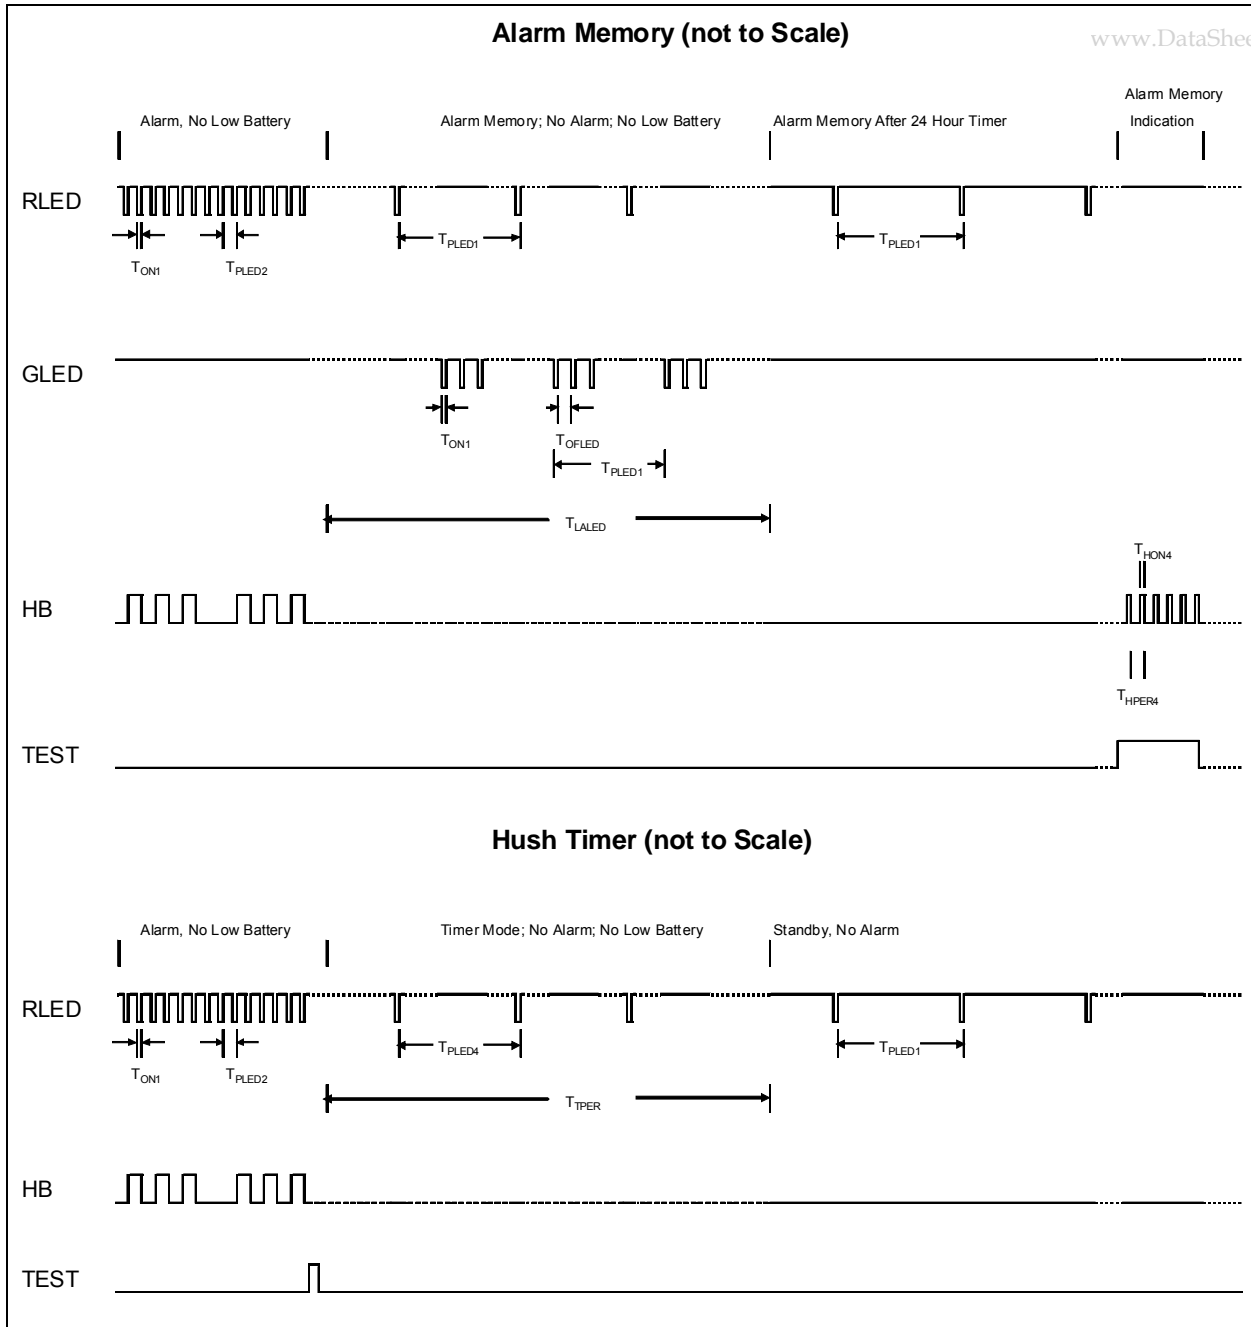 Alarm Memory (not to Scale)
www.DataShee
Alarm, No Low Battery
Alarm Memory; No Alarm; No Low Battery
Alarm Memory After 24 Hour Timer
Alarm Memory
Indication
RLED
TON1
TPLED2
TPLED1
TPLED1
GLED
TON1
TOFLED
TPLED1
TLALED
THON4
HB
THPER4
TEST
Hush Timer (not to Scale)
Alarm, No Low Battery
Timer Mode; No Alarm; No Low Battery
Standby, No Alarm
RLED
TON1
TPLED2
TPLED4
TPLED1
TTPER
HB
TEST